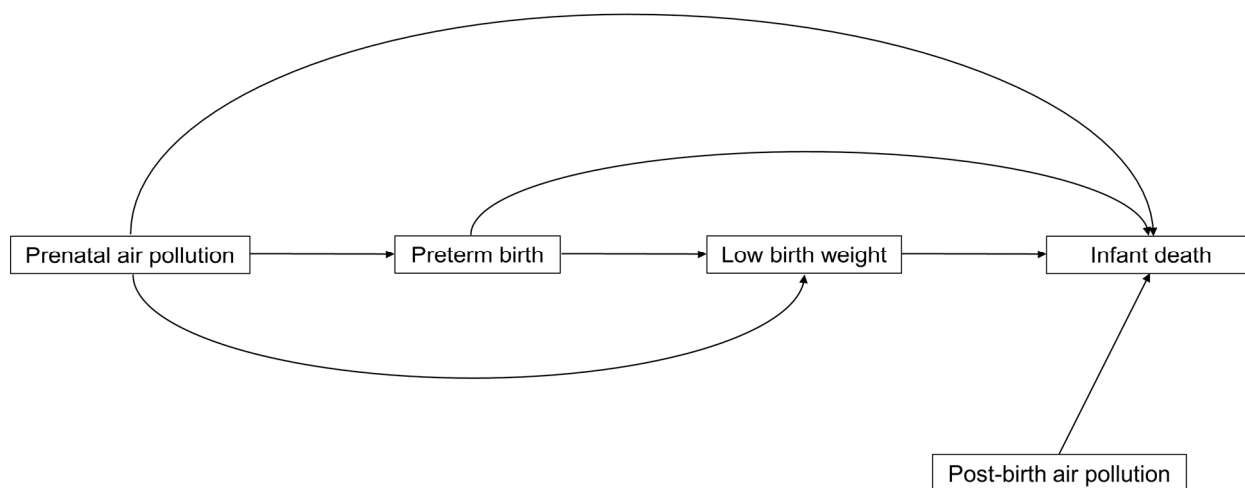 Prenatal air pollution
Preterm birth
Low birth weight
Infant death
Post-birth air pollution